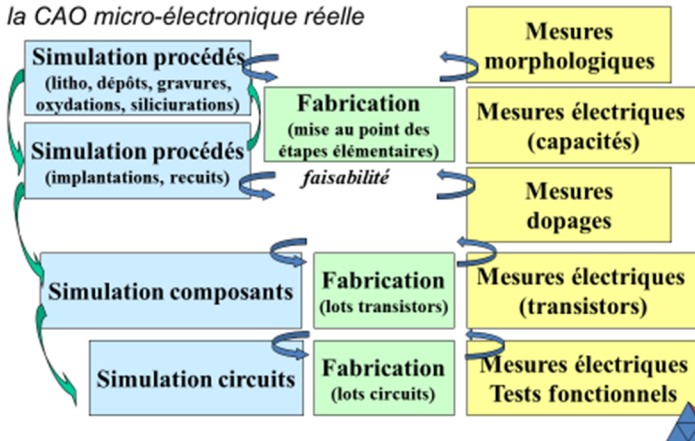 la CAO micro-électronique réelle
Simulation procédés
(litho, dépôts, gravures,
oxydations, siliciurations)
Simulation procédés
(implantations, recuits)
Fabrication
(mise au point des
étapes élémentaires)
faisabilité
Mesures
morphologiques
Mesures électriques
(capacités)
Mesures
dopages
Simulation composants
Fabrication
(lots transistors)
Mesures électriques
(transistors)
Simulation circuits
Fabrication
(lots circuits)
Mesures électriques
Tests fonctionnels